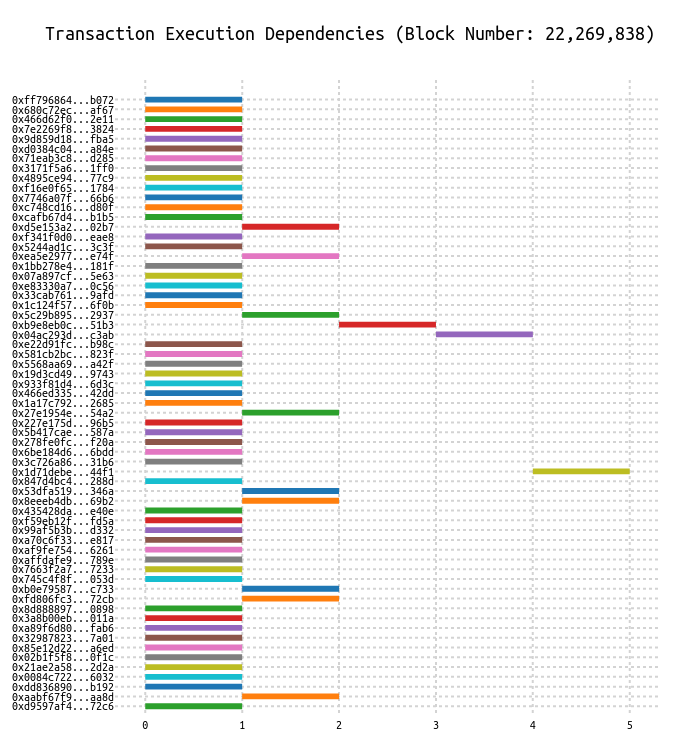 Transaction Execution Dependencies (Block Number: 22,269,838)
0xff796864...b072
0x680c72ec...af67
0x466d62f0...2e11
0x7e2269f8...3824
0x9d859d18...fba5
0xd0384c04...a84e
0x71eab3c8...d285
0x3171f5a6...1ff0
0x4895ce94...77c9
0xf16e0f65...1784
0x7746a07f...66b6
0xc748cd16...d80f
0xcafb67d4...b1b5
0xd5e153a2...02b7
0xf341f0d0...eae8
0x5244ad1c...3c3f
0xea5e2977...e74f
0x1bb278e4...181f
0x07a897cf...5e63
0xe83330a7...0c56
0x33cab761...9afd
0x1c124f57...6f0b
0x5c29b895...2937
0xb9e8eb0c...51b3
0x04ac293d...c3ab
0xe22d91fc...b98c
0x581cb2bc...823f
0x5568aa69...a42f
0x19d3cd49...9743
0x933f81d4...6d3c
0x466ed335...42dd
0x1a17c792...2685
0x27e1954e...54a2
0x227e175d...96b5
0x5b417cae...587a
0x278fe0fc...f20a
0x6be184d6...6bdd
0x3c726a86...31b6
0x1d71debe...44f1
0x847d4bc4...288d
0x53dfa519...346a
0x8eeeb4db...69b2
0x435428da...e40e
0xf59eb12f...fd5a
0x99af5b3b...d332
0xa70c6f33...e817
0xaf9fe754...6261
0xaffdafe9...789e
0x7663f2a7...7233
0x745c4f8f...053d
0xb0e79587...c733
0xfd806fc3...72cb
0x8d888897...0898
0x3a8b00eb...011a
0xa89f6d80...fab6
0x32987823...7a01
0x85e12d22...a6ed
0x02b1f5f8...0f1c
0x21ae2a58...2d2a
0x0084c722...6032
0xdd836890...b192
0xaabf67f9...aa8d
0xd9597af4...72c6
0 1 2 3 4 5